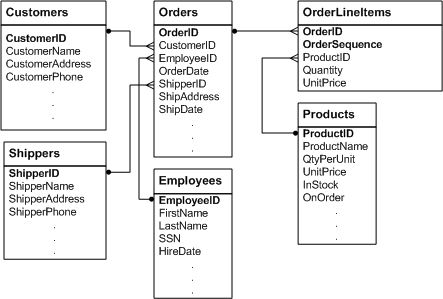 Customers
CustomerID
CustomerName
CustomerAddress
CustomerPhone
.
.
.
Orders
OrderID
CustomerID
EmployeeID
OrderDate
ShipperID
ShipAddress
ShipDate
.
.
.
OrderLineItems
OrderID
OrderSequence
ProductID
Quantity
UnitPrice
Products
ProductID
ProductName
QtyPerUnit
UnitPrice
InStock
OnOrder
.
.
.
Shippers
ShipperID
ShipperName
ShipperAddress
ShipperPhone
.
.
.
Employees
EmployeeID
FirstName
LastName
SSN
HireDate
.
.
.